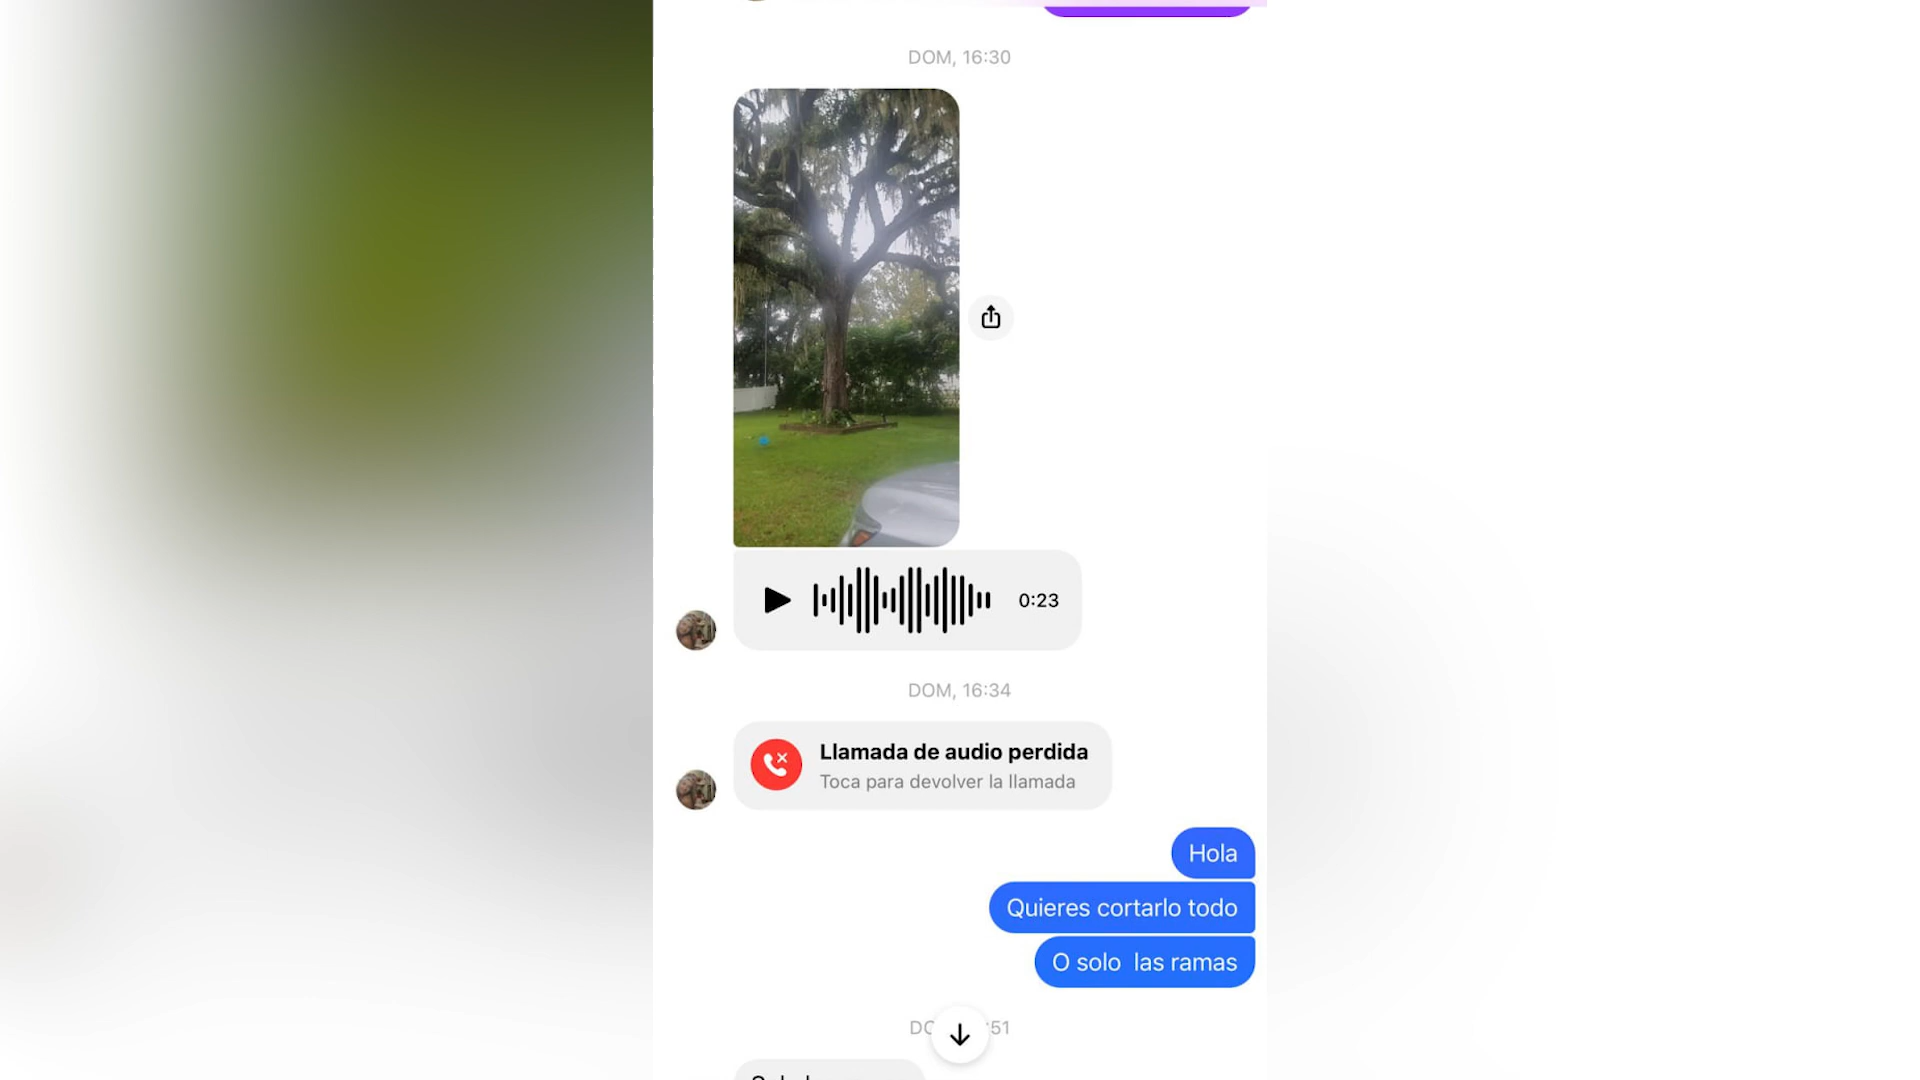 DOM, 16:30
0:23
DOM, 16:34
Llamada de audio perdida
Toca para devolver la llamada
Hola
Quieres cortarlo todo
O solo las ramas
51